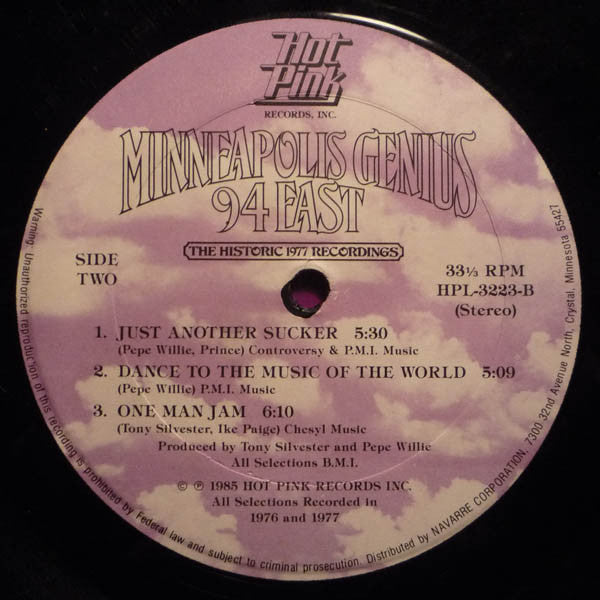 Hot
Pink
RECORDS, INC.
MINNEAPOLIS GENIUS
94 EAST
THE HISTORIC 1977 RECORDINGS
SIDE
TWO
33⅓ RPM
HPL-3223-B
(Stereo)
1. JUST ANOTHER SUCKER 5:30
(Pepe Willie, Prince) Controversy & P.M.I. Music
2. DANCE TO THE MUSIC OF THE WORLD 5:09
(Pepe Willie) P.M.I. Music
3. ONE MAN JAM 6:10
(Tony Silvester, Ike Paige) Chesyl Music
Produced by Tony Silvester and Pepe Willie
All Selections B.M.I.
© ℗ 1985 HOT PINK RECORDS INC.
All Selections Recorded in
1976 and 1977
Warning: Unauthorized reproduction of this recording is prohibited by Federal law and subject to criminal prosecution. Distributed by NAVARRE CORPORATION, 7300 32nd Avenue North, Crystal, Minnesota 55427